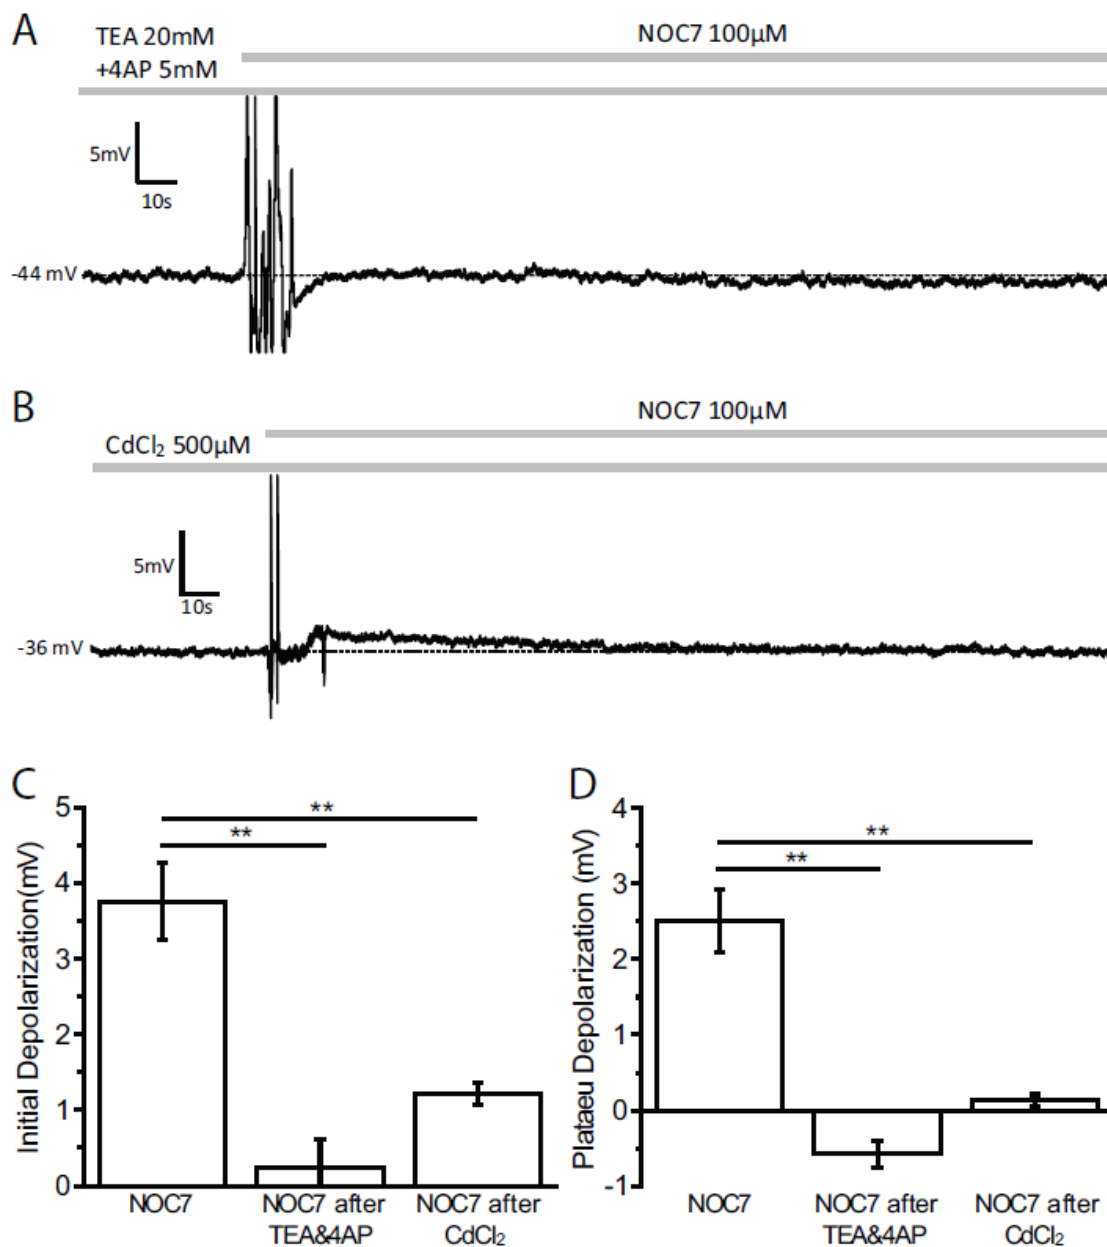 A
TEA 20mM
+4AP 5mM
NOC7 100µM
5mV
10s
-44 mV
B
NOC7 100µM
CdCl₂ 500µM
5mV
10s
-36 mV
C
5
4
3
2
1
0
Initial Depolarization(mV)
**
**
NOC7
NOC7 after
TEA&4AP
NOC7 after
CdCl₂
D
4
3
2
1
0
-1
Plataeu Depolarization (mV)
**
**
NOC7
NOC7 after
TEA&4AP
NOC7 after
CdCl₂